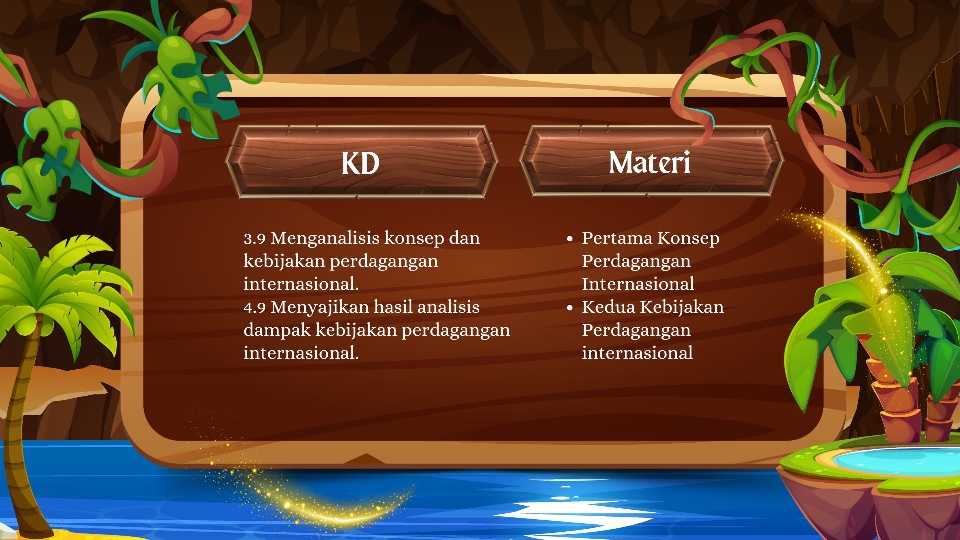 KD
3.9 Menganalisis konsep dan
kebijakan perdagangan
internasional.
4.9 Menyajikan hasil analisis
dampak kebijakan perdagangan
internasional.
Materi
• Pertama Konsep
Perdagangan
Internasional
• Kedua Kebijakan
Perdagangan
internasional